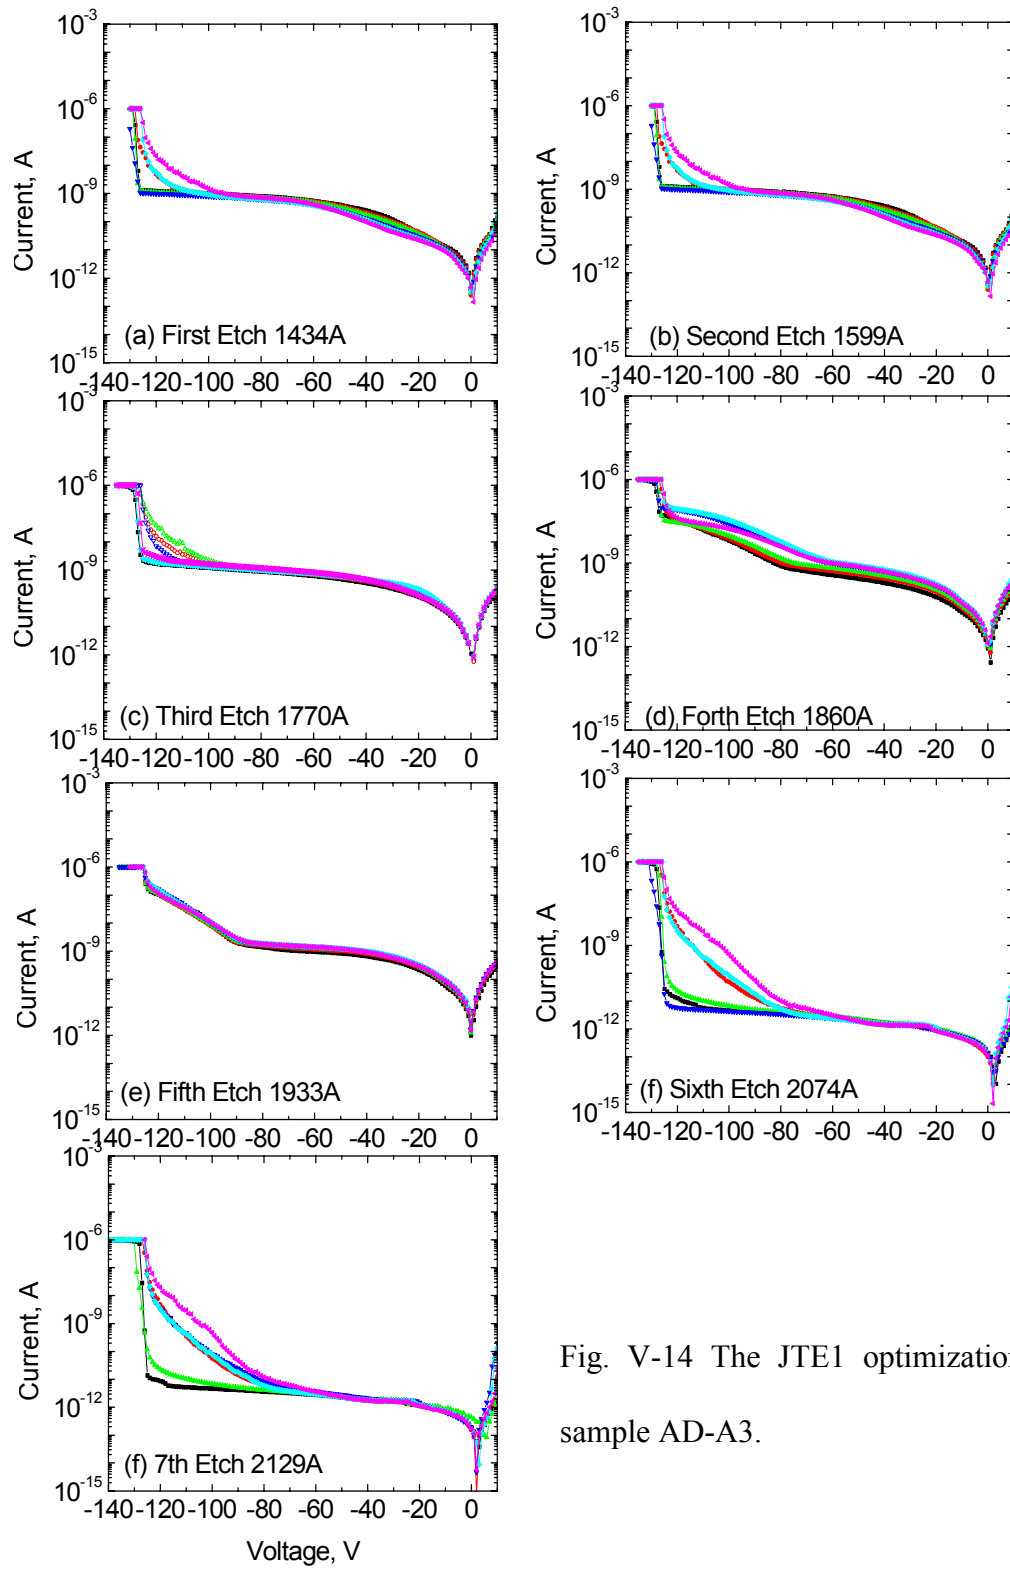 10-3
10-6
10-9
10-12
10-15
Current, A
(a) First Etch 1434A
-140 -120 -100 -80 -60 -40 -20 0
10-3
10-6
10-9
10-12
10-15
Current, A
(b) Second Etch 1599A
-140 -120 -100 -80 -60 -40 -20 0
10-3
10-6
10-9
10-12
10-15
Current, A
(c) Third Etch 1770A
-140 -120 -100 -80 -60 -40 -20 0
10-3
10-6
10-9
10-12
10-15
Current, A
(d) Forth Etch 1860A
-140 -120 -100 -80 -60 -40 -20 0
10-3
10-6
10-9
10-12
10-15
Current, A
(e) Fifth Etch 1933A
-140 -120 -100 -80 -60 -40 -20 0
10-3
10-6
10-9
10-12
10-15
Current, A
(f) Sixth Etch 2074A
-140 -120 -100 -80 -60 -40 -20 0
10-3
10-6
10-9
10-12
10-15
Current, A
(f) 7th Etch 2129A
-140 -120 -100 -80 -60 -40 -20 0
Voltage, V
Fig. V-14 The JTE1 optimization
sample AD-A3.